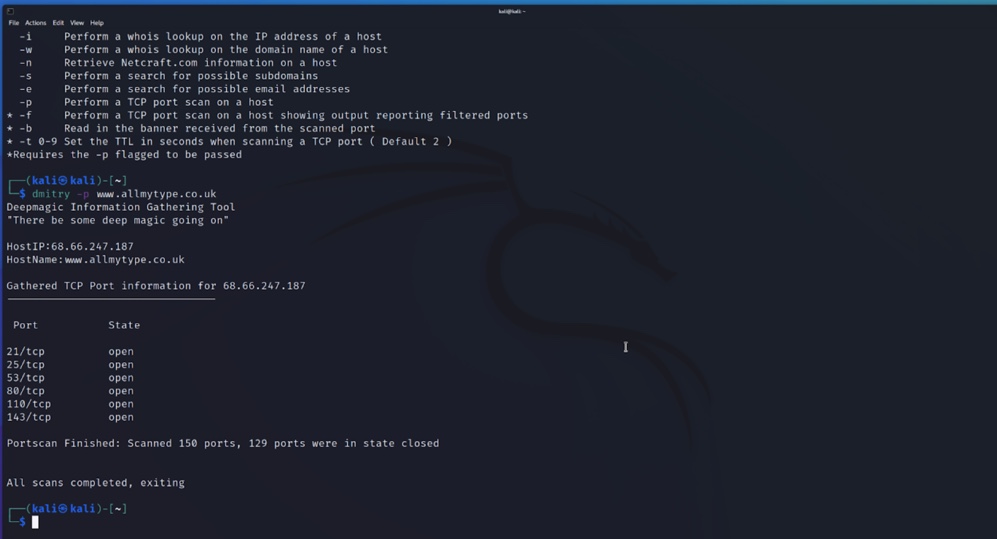 kali@kali: ~
File Actions Edit View Help
-i Perform a whois lookup on the IP address of a host
-w Perform a whois lookup on the domain name of a host
-n Retrieve Netcraft.com information on a host
-s Perform a search for possible subdomains
-e Perform a search for possible email addresses
-p Perform a TCP port scan on a host
* -f Perform a TCP port scan on a host showing output reporting filtered ports
* -b Read in the banner received from the scanned port
* -t 0-9 Set the TTL in seconds when scanning a TCP port ( Default 2 )
*Requires the -p flagged to be passed
┌──(kali㉿kali)-[~]
└─$ dmitry -p www.allmytype.co.uk
Deepmagic Information Gathering Tool
"There be some deep magic going on"
HostIP:68.66.247.187
HostName:www.allmytype.co.uk
Gathered TCP Port information for 68.66.247.187
Port State
21/tcp open
25/tcp open
53/tcp open
80/tcp open
110/tcp open
143/tcp open
Portscan Finished: Scanned 150 ports, 129 ports were in state closed
All scans completed, exiting
┌──(kali㉿kali)-[~]
└─$